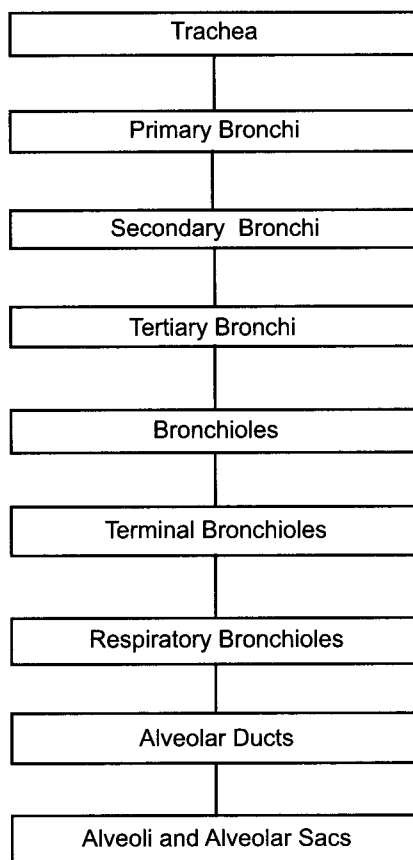 Trachea
Primary Bronchi
Secondary Bronchi
Tertiary Bronchi
Bronchioles
Terminal Bronchioles
Respiratory Bronchioles
Alveolar Ducts
Alveoli and Alveolar Sacs